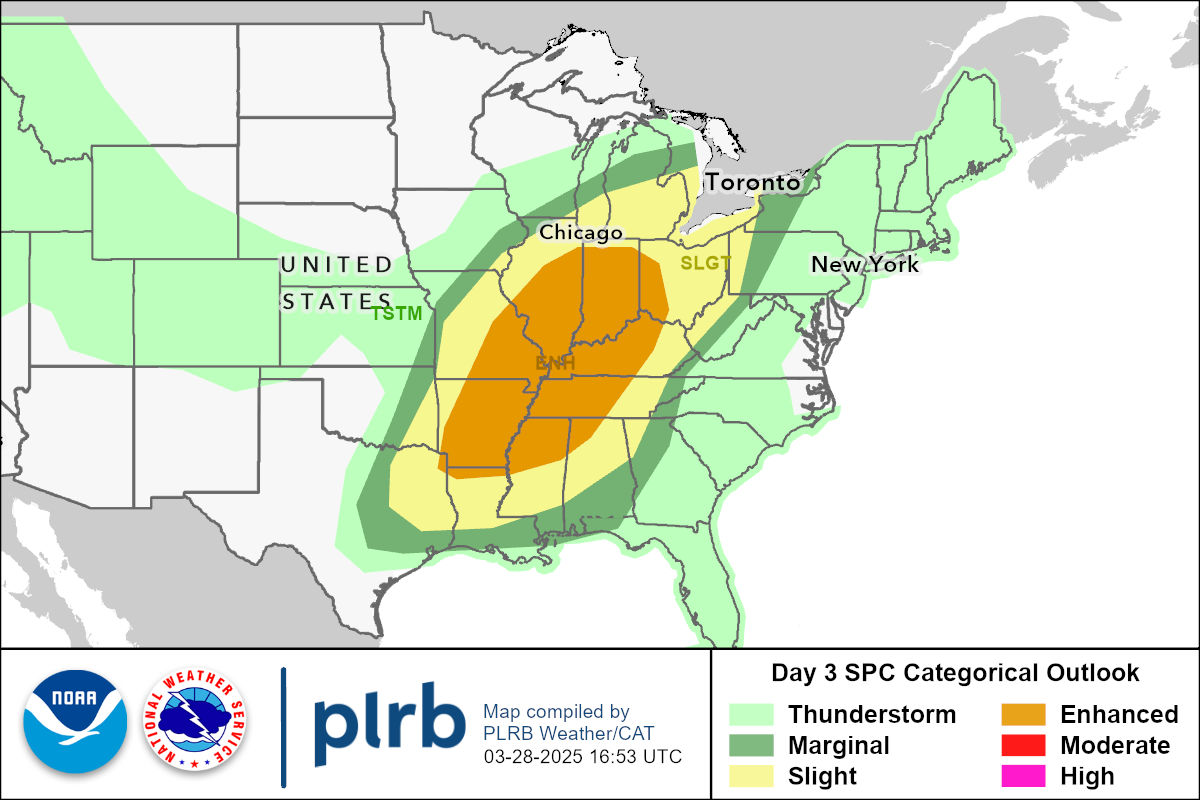 Toronto
Chicago
New York
UNITED
STATES
SLGT
TSTM
ENH
NOAA
NATIONAL WEATHER SERVICE
plrb
Map compiled by
PLRB Weather/CAT
03-28-2025 16:53 UTC
Day 3 SPC Categorical Outlook
Thunderstorm
Marginal
Slight
Enhanced
Moderate
High